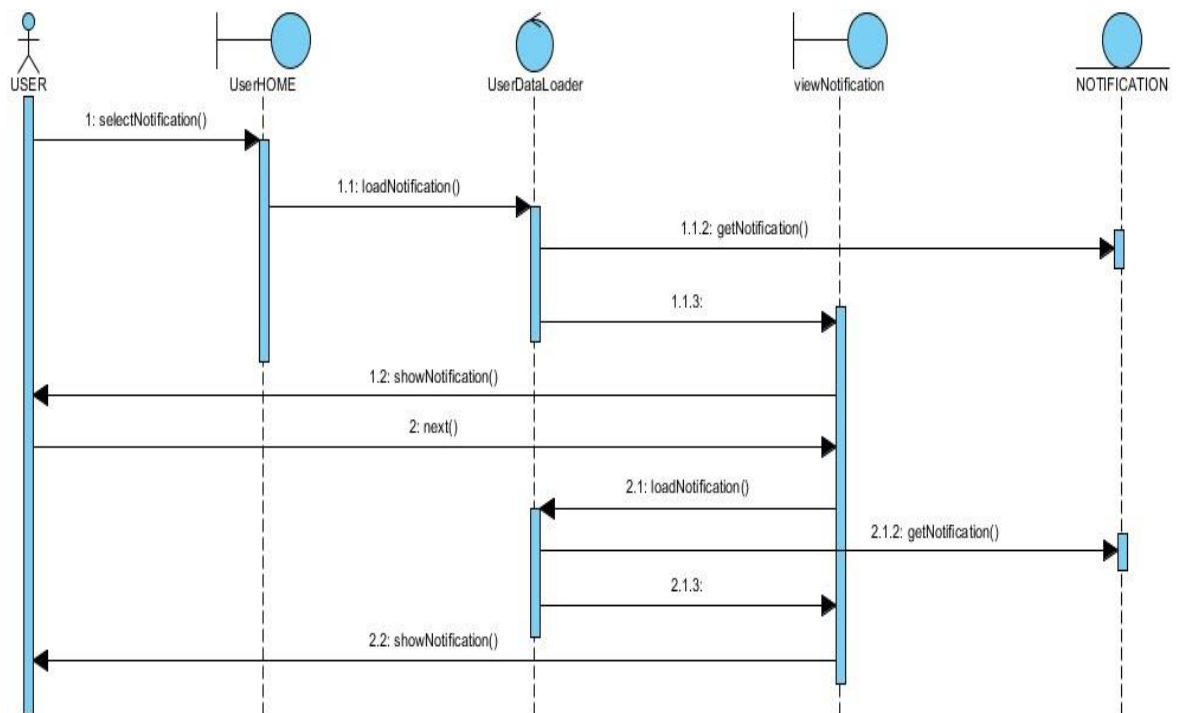 USER
UserHOME
UserDataLoader
viewNotification
NOTIFICATION
1: selectNotification()
1.1: loadNotification()
1.1.2: getNotification()
1.1.3:
1.2: showNotification()
2: next()
2.1: loadNotification()
2.1.2: getNotification()
2.1.3:
2.2: showNotification()